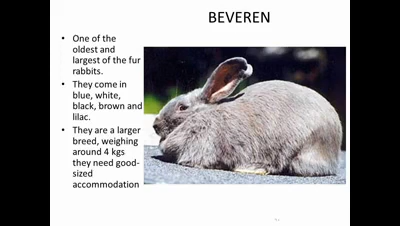 BEVEREN
• One of the
oldest and
largest of the fur
rabbits.
• They come in
blue, white,
black, brown and
lilac.
• They are a larger
breed, weighing
around 4 kgs
they need good-
sized
accommodation